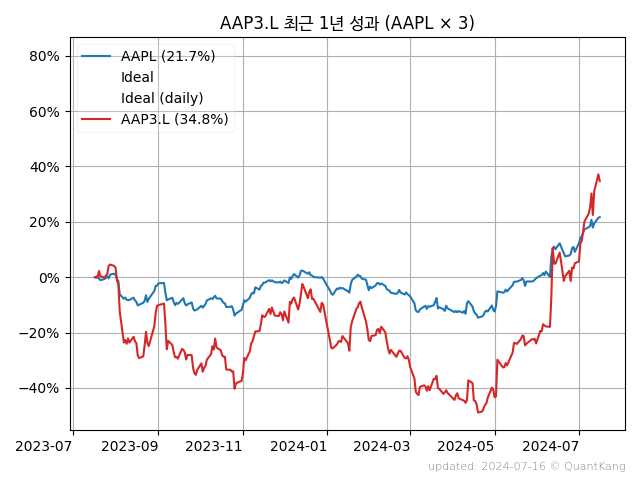 AAP3.L 최근 1년 성과 (AAPL × 3)
AAPL (21.7%)
Ideal
Ideal (daily)
AAP3.L (34.8%)
80%
60%
40%
20%
0%
−20%
−40%
2023-07 2023-09 2023-11 2024-01 2024-03 2024-05 2024-07
updated: 2024-07-16 © QuantKang